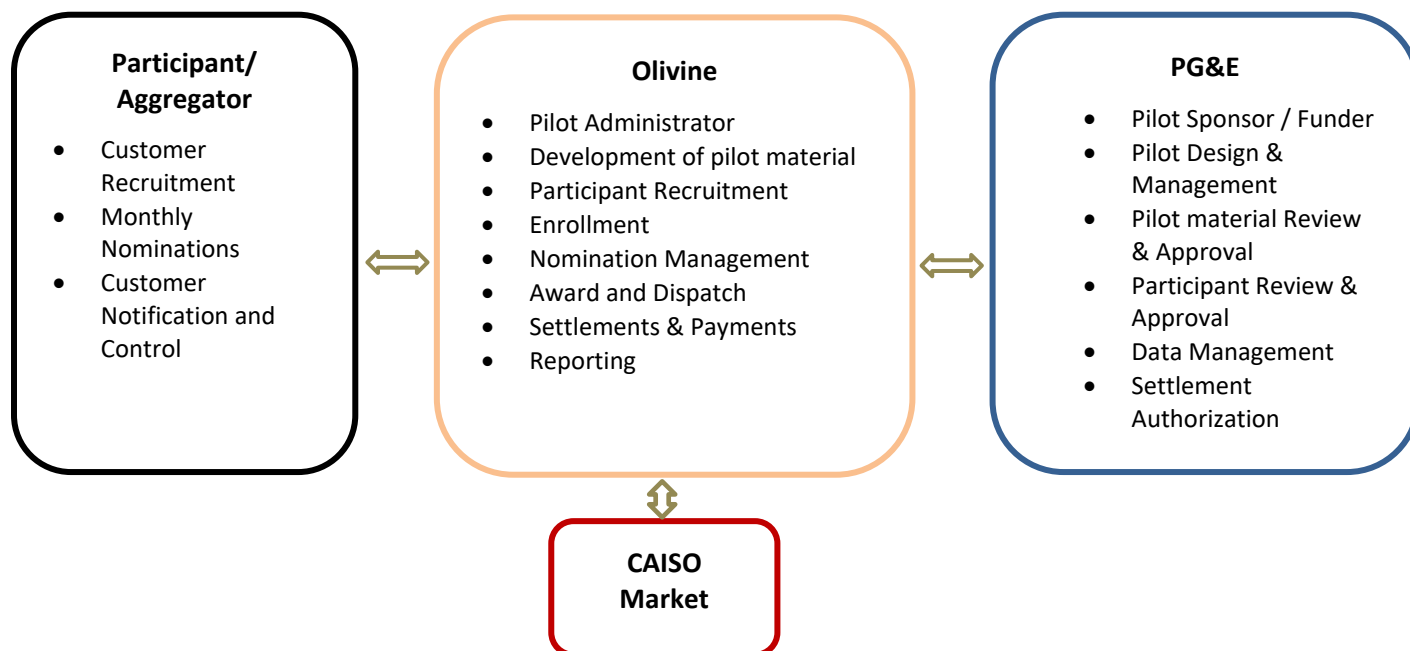 Participant/
Aggregator
• Customer
Recruitment
• Monthly
Nominations
• Customer
Notification and
Control
Olivine
• Pilot Administrator
• Development of pilot material
• Participant Recruitment
• Enrollment
• Nomination Management
• Award and Dispatch
• Settlements & Payments
• Reporting
PG&E
• Pilot Sponsor / Funder
• Pilot Design &
Management
• Pilot material Review
& Approval
• Participant Review &
Approval
• Data Management
• Settlement
Authorization
CAISO
Market